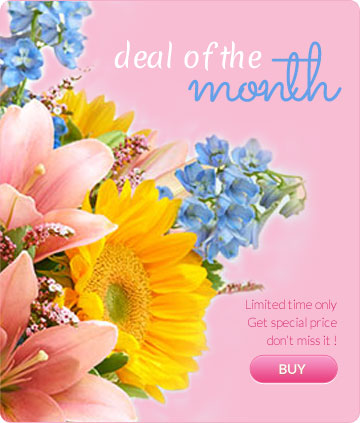 deal of the
month
Limited time only
Get special price
don't miss it !
BUY